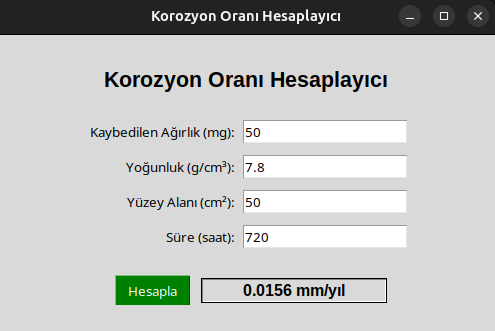 Korozyon Oranı Hesaplayıcı
Korozyon Oranı Hesaplayıcı
Kaybedilen Ağırlık (mg): 50
Yoğunluk (g/cm³): 7.8
Yüzey Alanı (cm²): 50
Süre (saat): 720
Hesapla 0.0156 mm/yıl